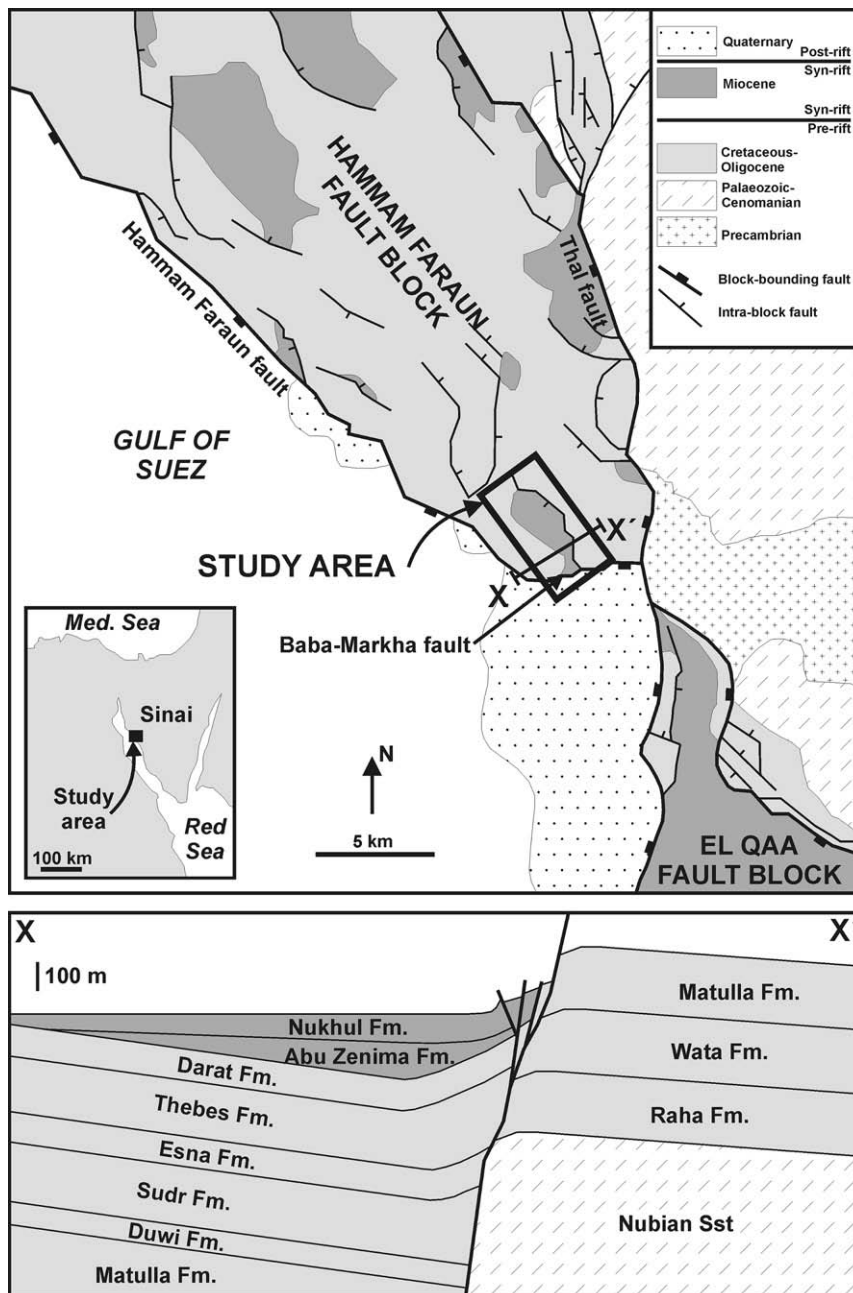 Quaternary
Post-rift
Syn-rift
Miocene
Syn-rift
Pre-rift
Cretaceous-
Oligocene
Palaeozoic-
Cenomanian
Precambrian
Block-bounding fault
Intra-block fault
HAMMAM FARAUN
FAULT BLOCK
Hammam Faraun fault
Thal fault
GULF OF
SUEZ
STUDY AREA
X
X´
Baba-Markha fault
Med. Sea
Sinai
Study
area
Red
Sea
100 km
N
5 km
EL QAA
FAULT BLOCK
X
X
100 m
Nukhul Fm.
Abu Zenima Fm.
Darat Fm.
Thebes Fm.
Esna Fm.
Sudr Fm.
Duwi Fm.
Matulla Fm.
Matulla Fm.
Wata Fm.
Raha Fm.
Nubian Sst